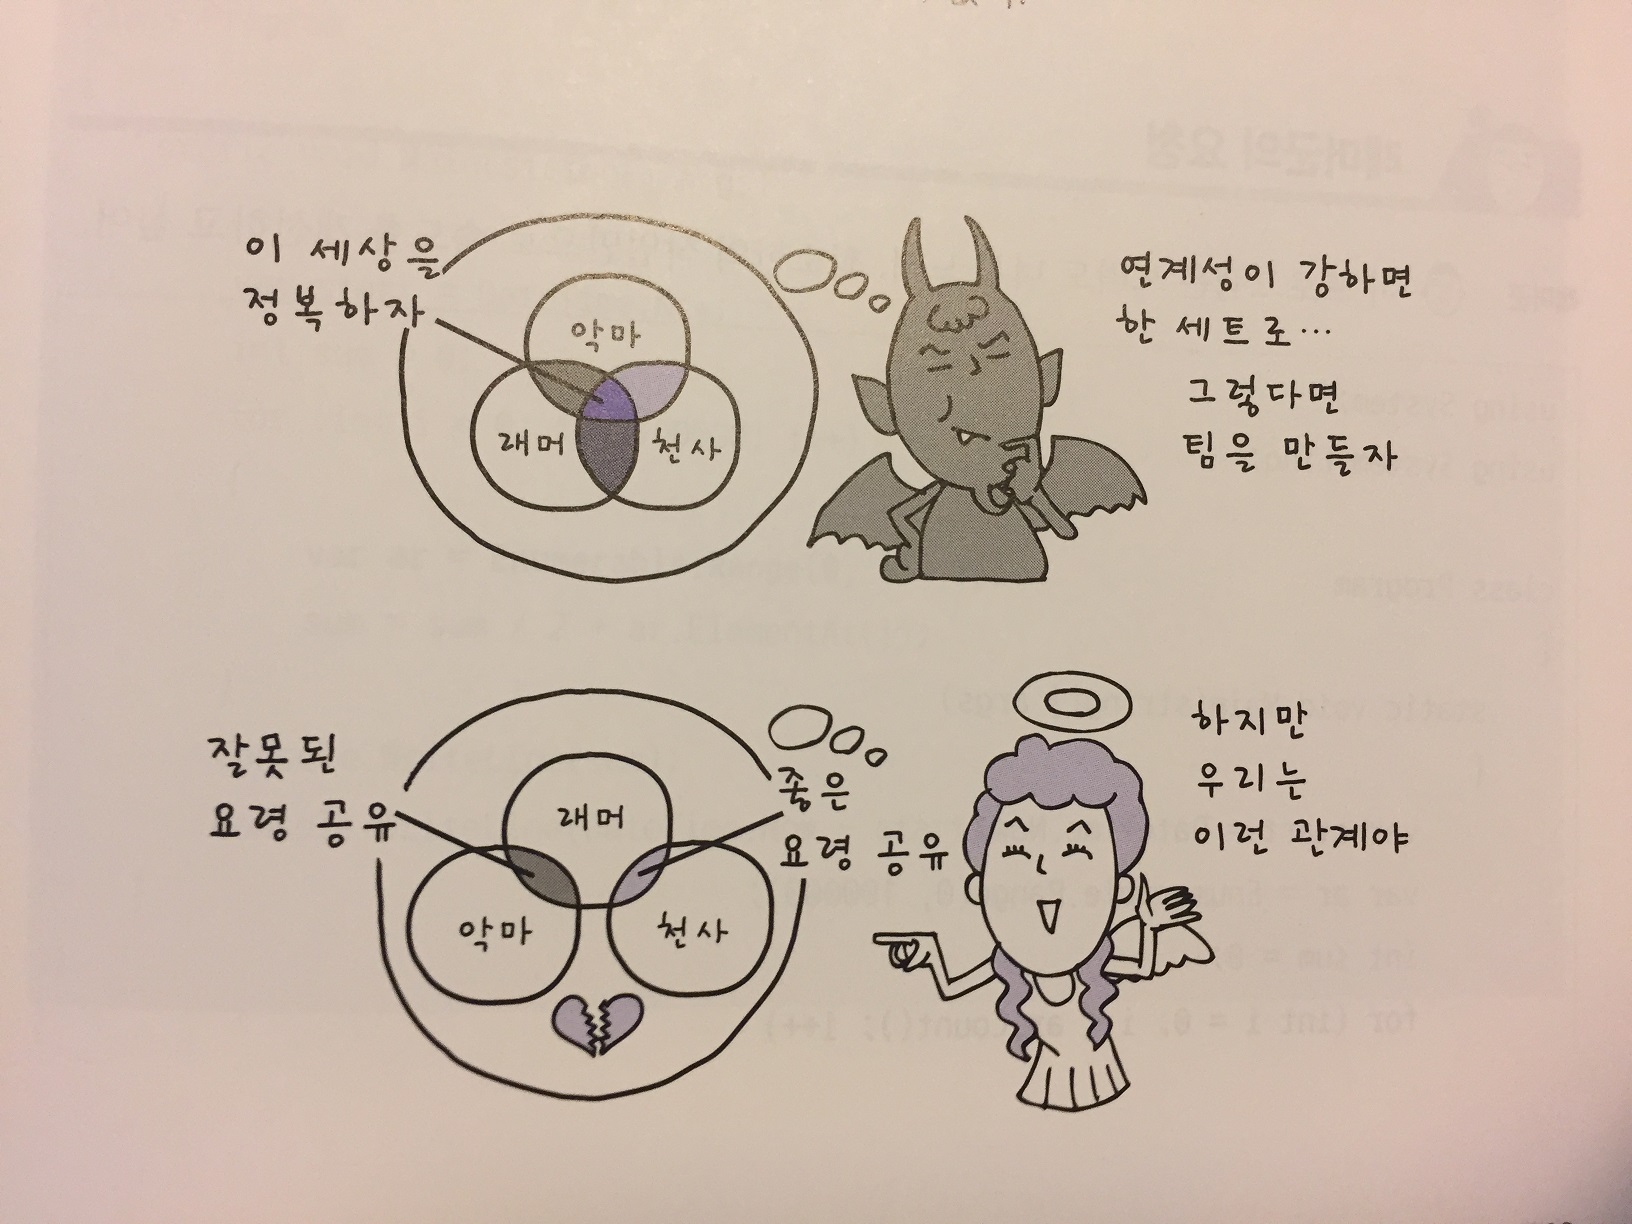 이 세상을
정복하자
악마
래머
천사
연계성이 강하면
한 세트로…
그렇다면
팀을 만들자
잘못된
요령 공유
래머
악마
천사
좋은
요령 공유
하지만
우리는
이런 관계야